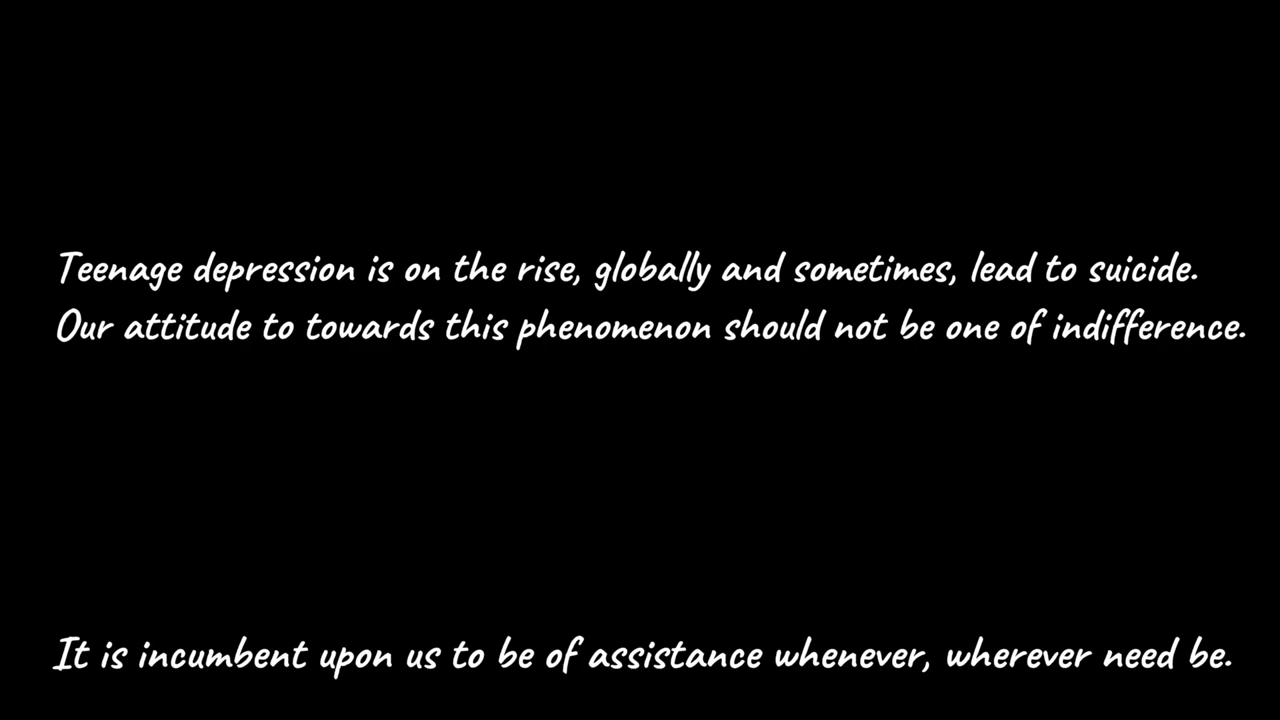 Teenage depression is on the rise, globally and sometimes, lead to suicide.
Our attitude to towards this phenomenon should not be one of indifference.
It is incumbent upon us to be of assistance whenever, wherever need be.